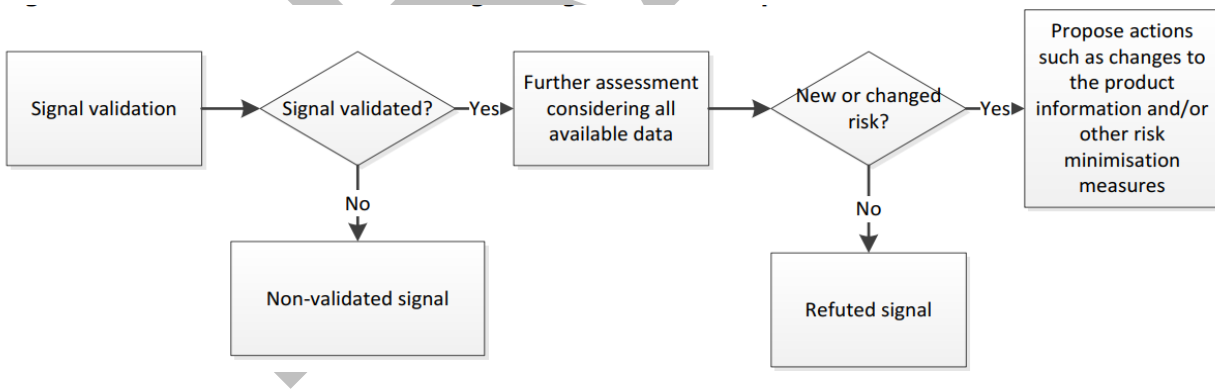 Signal validation
Signal validated?
Yes
Further assessment
considering all
available data
New or changed
risk?
Yes
Propose actions
such as changes to
the product
information and/or
other risk
minimisation
measures
No
Non-validated signal
No
Refuted signal